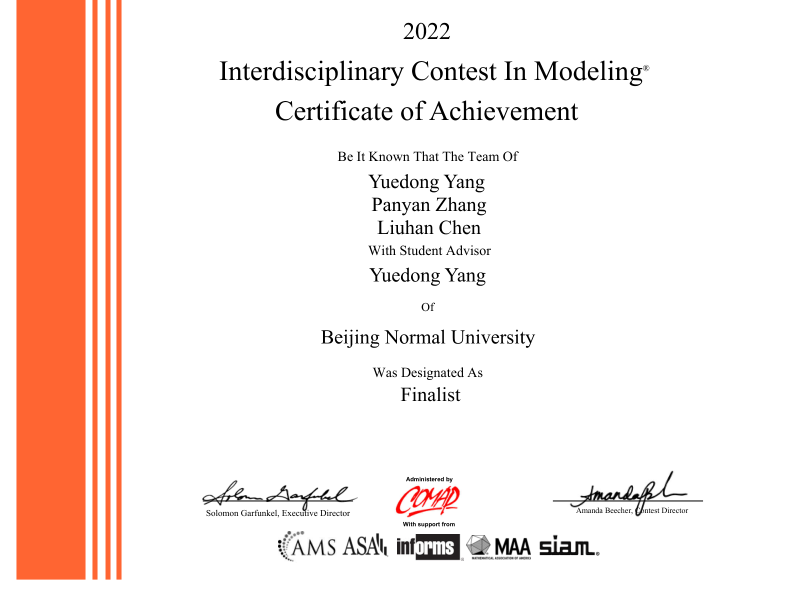 2022
Interdisciplinary Contest In Modeling®
Certificate of Achievement
Be It Known That The Team Of
Yuedong Yang
Panyan Zhang
Liuhan Chen
With Student Advisor
Yuedong Yang
Of
Beijing Normal University
Was Designated As
Finalist
Administered by
COMAP
Solomon Garfunkel
Solomon Garfunkel, Executive Director
Amanda Beecher, Contest Director
With support from
AMS ASA informs MAA siam®
MATHEMATICAL ASSOCIATION OF AMERICA